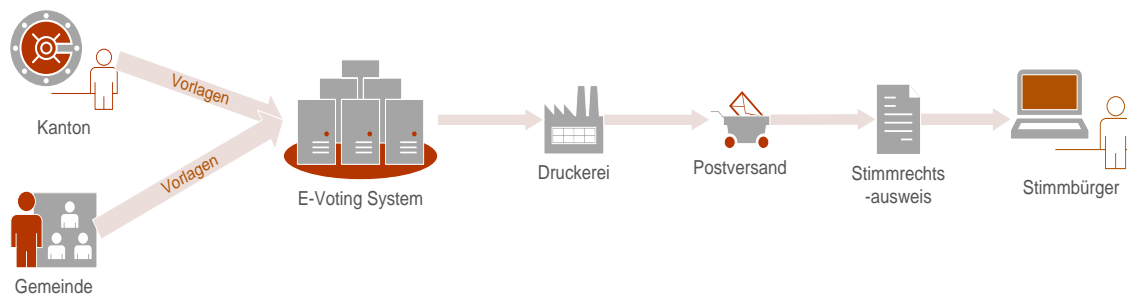 Vorlagen
Kanton
Vorlagen
Gemeinde
E-Voting System
Druckerei
Postversand
Stimmrechts
-ausweis
Stimmbürger